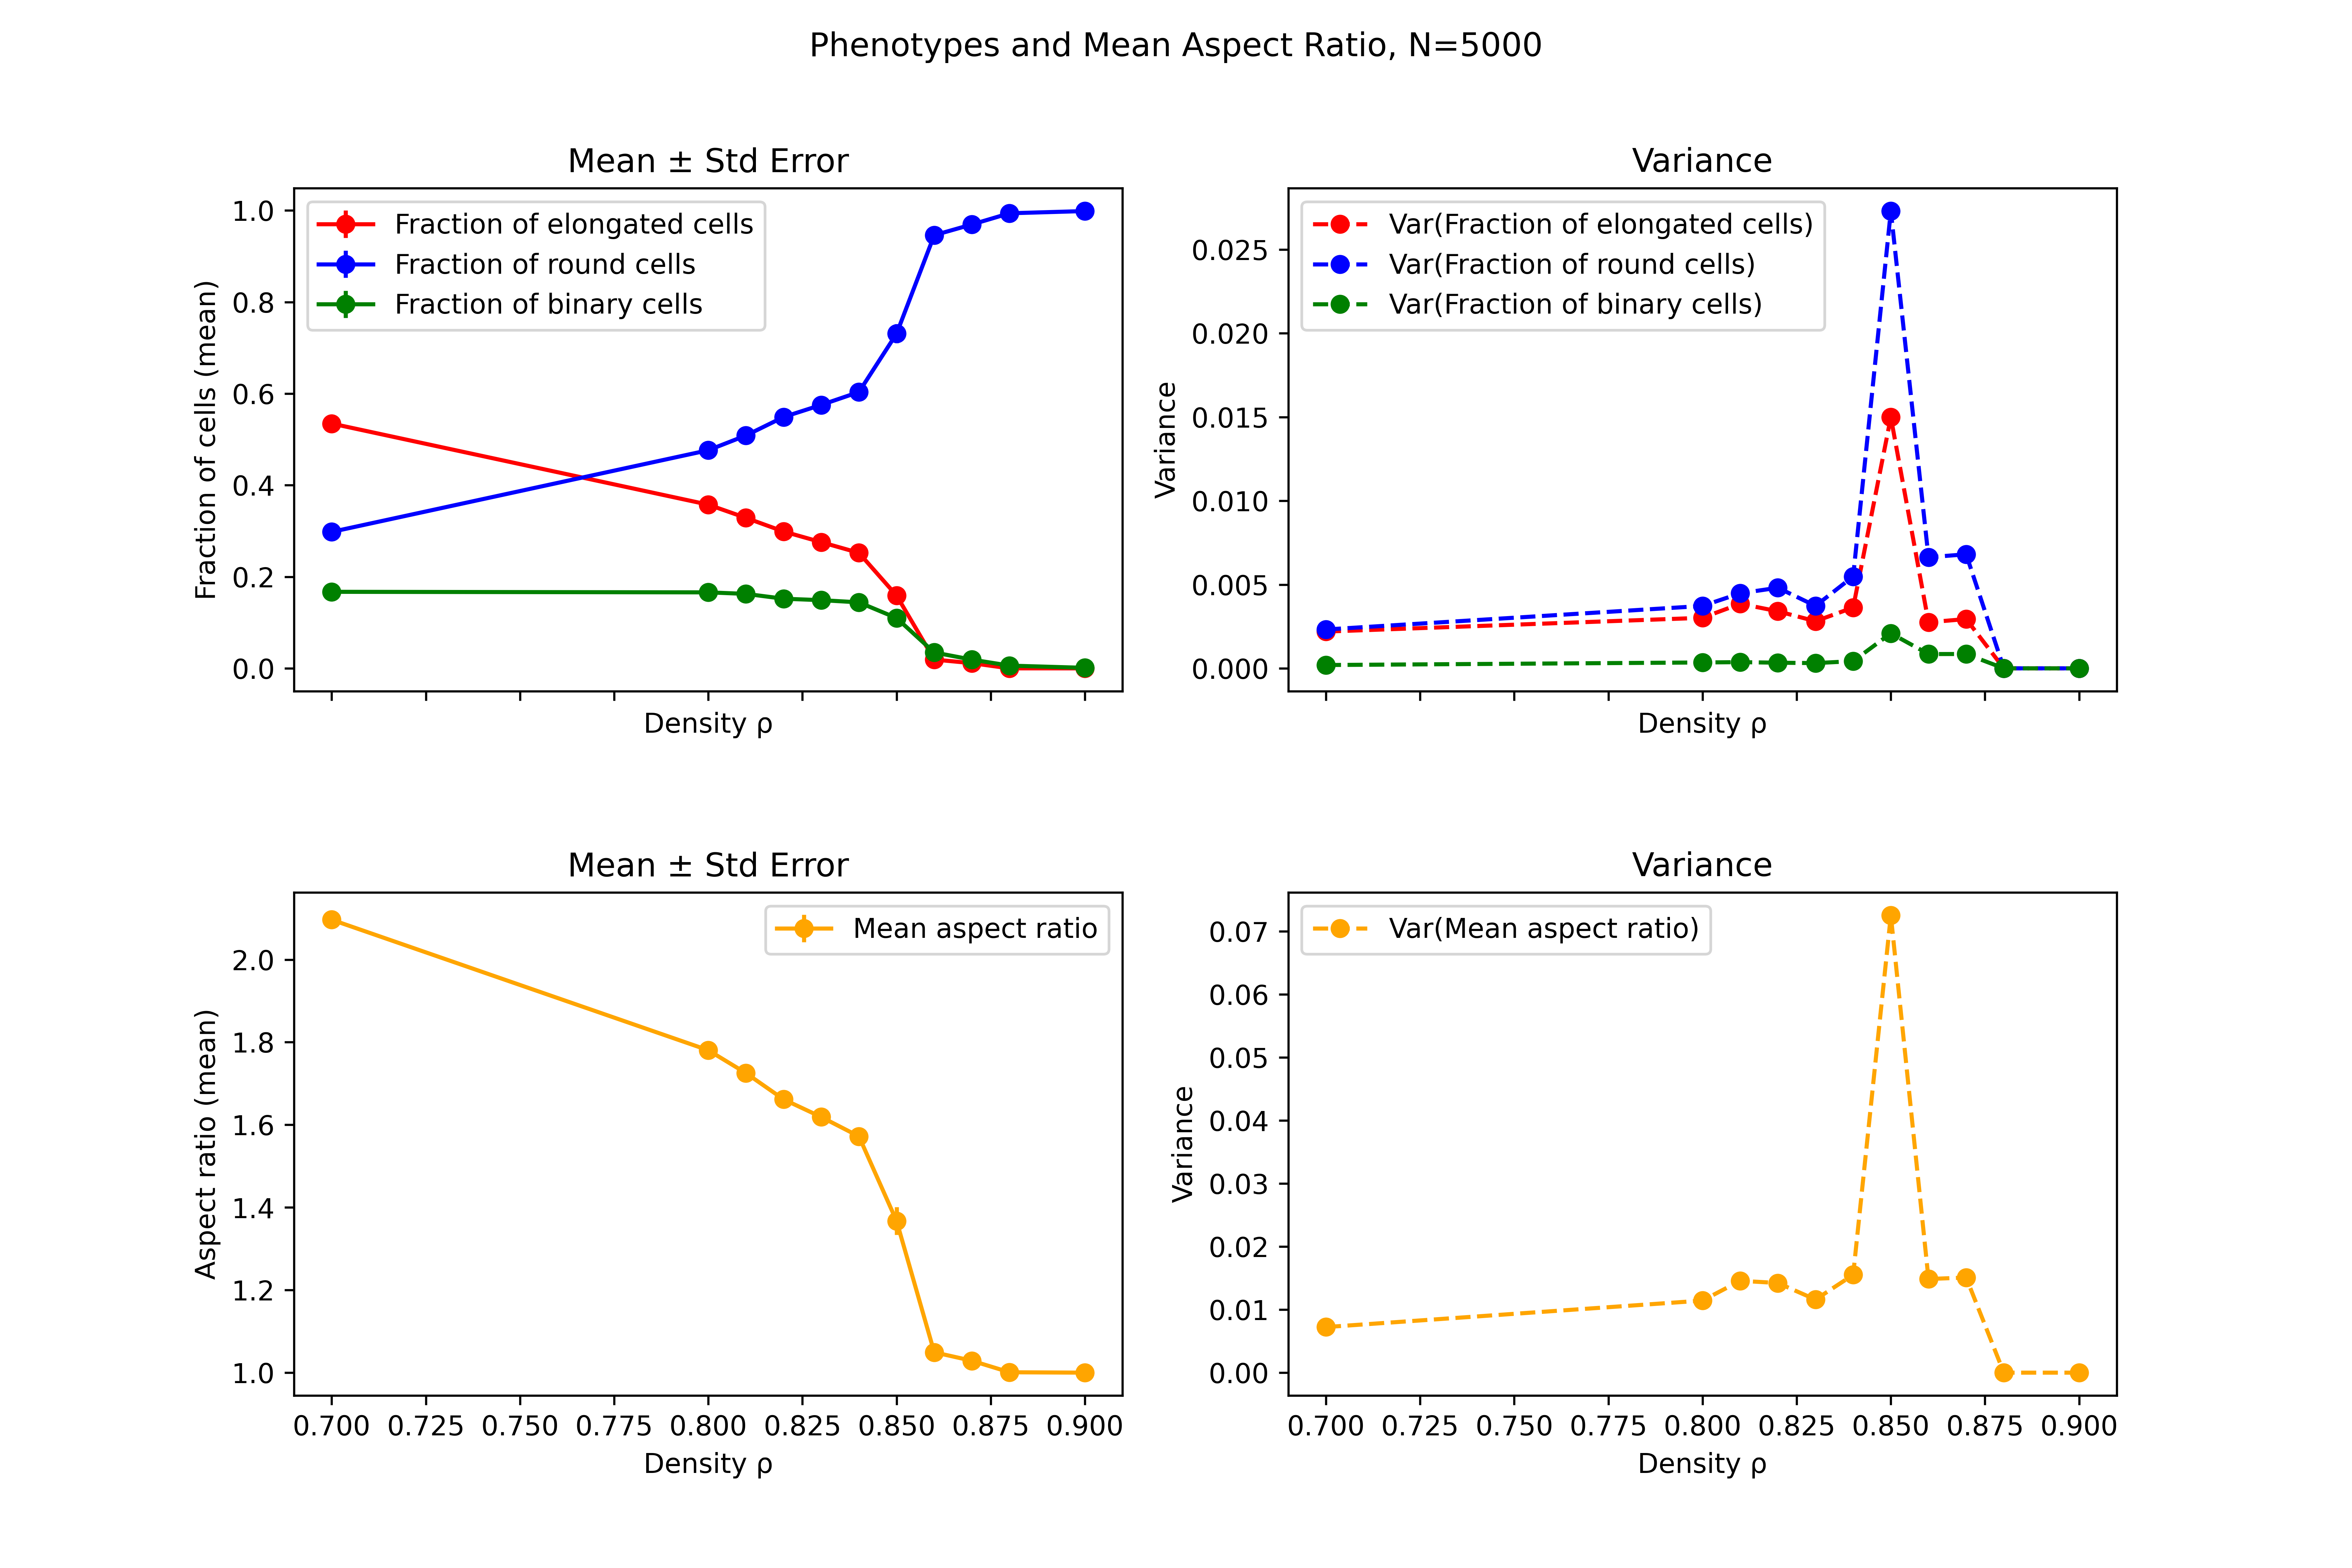 Phenotypes and Mean Aspect Ratio, N=5000
Mean ± Std Error
Fraction of cells (mean)
1.0
0.8
0.6
0.4
0.2
0.0
Fraction of elongated cells
Fraction of round cells
Fraction of binary cells
Density ρ
Variance
Variance
0.025
0.020
0.015
0.010
0.005
0.000
Var(Fraction of elongated cells)
Var(Fraction of round cells)
Var(Fraction of binary cells)
Density ρ
Mean ± Std Error
Aspect ratio (mean)
2.0
1.8
1.6
1.4
1.2
1.0
Mean aspect ratio
0.700 0.725 0.750 0.775 0.800 0.825 0.850 0.875 0.900
Density ρ
Variance
Variance
0.07
0.06
0.05
0.04
0.03
0.02
0.01
0.00
Var(Mean aspect ratio)
0.700 0.725 0.750 0.775 0.800 0.825 0.850 0.875 0.900
Density ρ